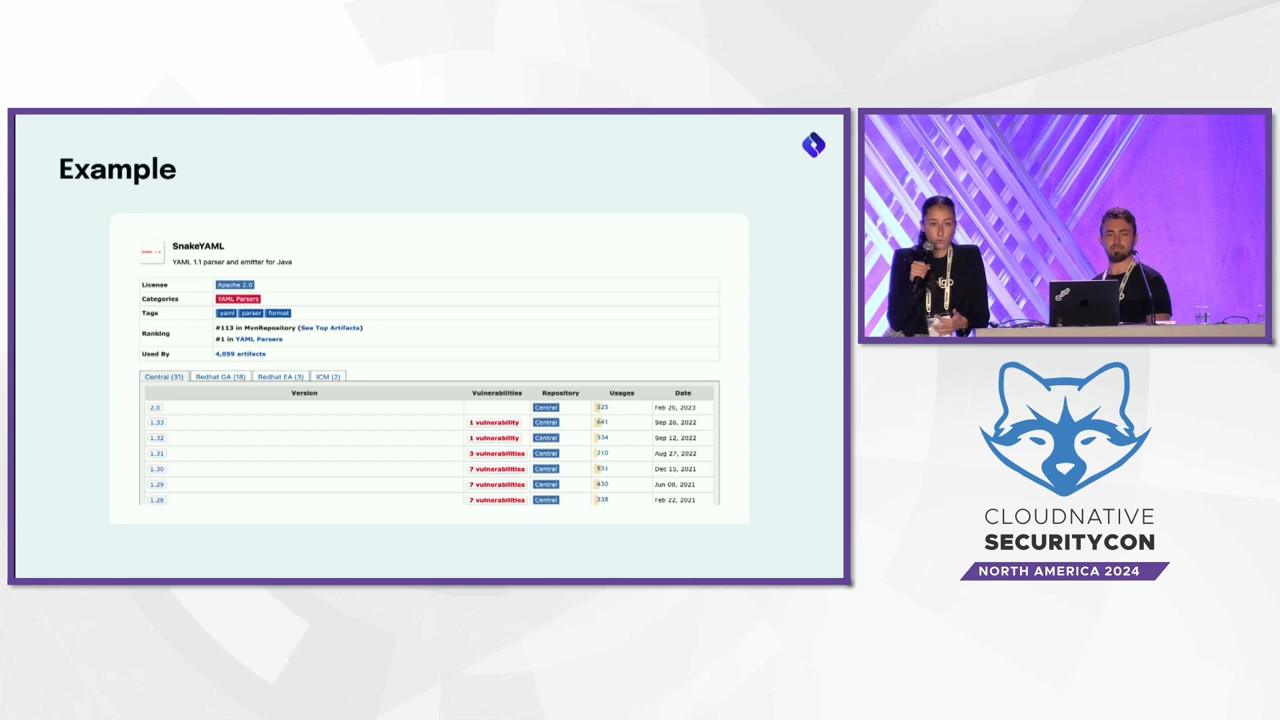 Example
SnakeYAML
YAML 1.1 parser and emitter for Java
License Apache 2.0
Categories YAML Parsers
Tags yaml parser format
Ranking #113 in MvnRepository (See Top Artifacts)
#1 in YAML Parsers
Used By 4,059 artifacts
Central (31) Redhat GA (18) Redhat EA (3) ICM (2)
Version Vulnerabilities Repository Usages Date
2.0 Central 325 Feb 26, 2023
1.33 1 vulnerability Central 641 Sep 26, 2022
1.32 1 vulnerability Central 334 Sep 12, 2022
1.31 3 vulnerabilities Central 210 Aug 27, 2022
1.30 7 vulnerabilities Central 531 Dec 15, 2021
1.29 7 vulnerabilities Central 430 Jun 08, 2021
1.28 7 vulnerabilities Central 338 Feb 22, 2021
CLOUDNATIVE
SECURITYCON
NORTH AMERICA 2024